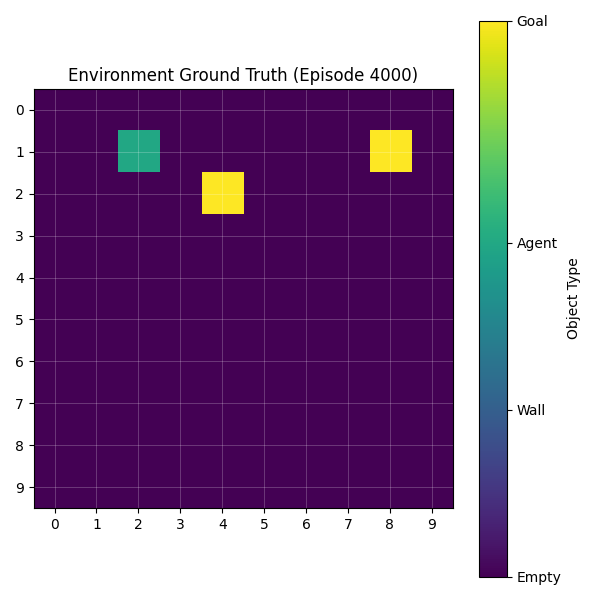 Environment Ground Truth (Episode 4000)
0
1
2
3
4
5
6
7
8
9
0 1 2 3 4 5 6 7 8 9
Goal
Agent
Wall
Empty
Object Type